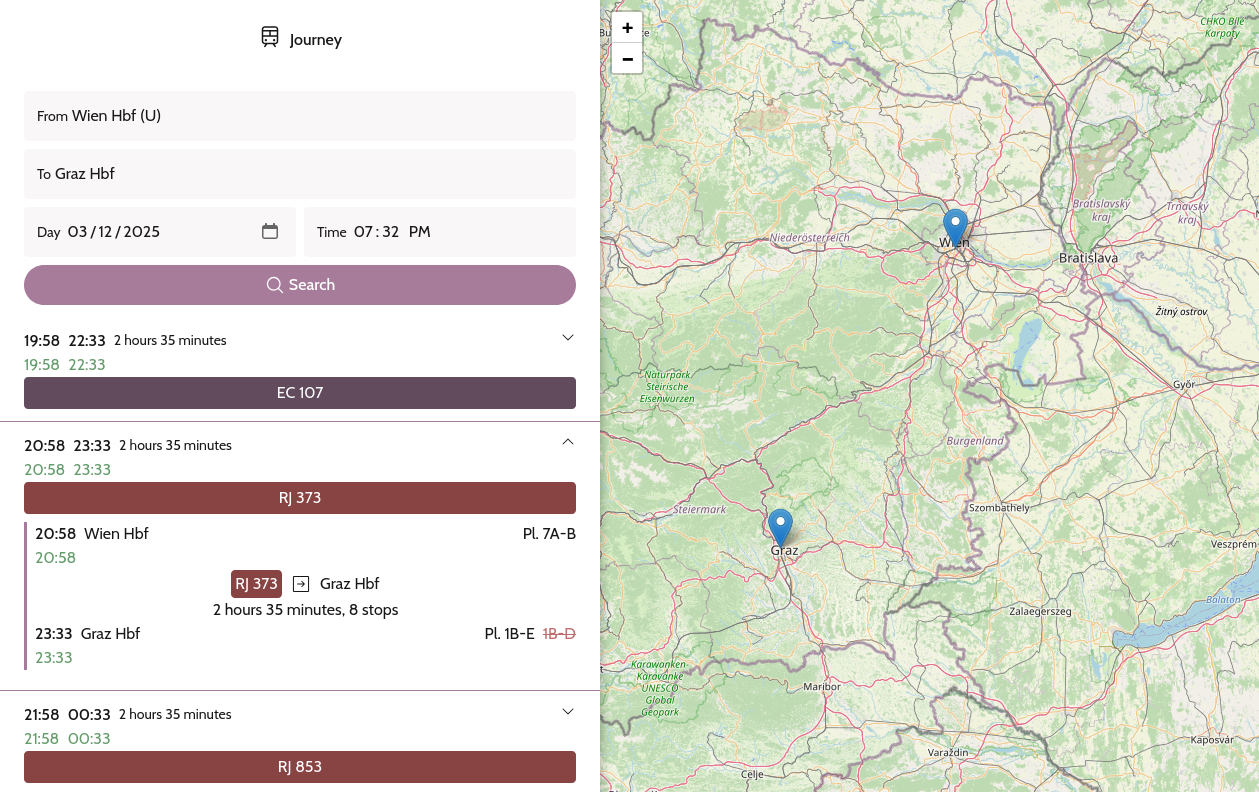 Journey
From Wien Hbf (U)
To Graz Hbf
Day 03/12/2025
Time 07:32 PM
Search
19:58 22:33 2 hours 35 minutes
19:58 22:33
EC 107
20:58 23:33 2 hours 35 minutes
20:58 23:33
RJ 373
20:58 Wien Hbf Pl. 7A-B
20:58
RJ 373 Graz Hbf
2 hours 35 minutes, 8 stops
23:33 Graz Hbf Pl. 1B-E 1B-D
23:33
21:58 00:33 2 hours 35 minutes
21:58 00:33
RJ 853
+
−
CHKO Bílé
Karpaty
Bratislavský
kraj
Trnavský
kraj
Niederösterreich
Wien
Bratislava
Žitný ostrov
Naturpark
Steirische
Eisenwurzen
Győr
Burgenland
Steiermark
Szombathely
Graz
Veszprém
Balaton
Zalaegerszeg
Karawanken
Karavanke
UNESCO
Global
Geopark
Maribor
Kaposvár
Varaždin
Celje